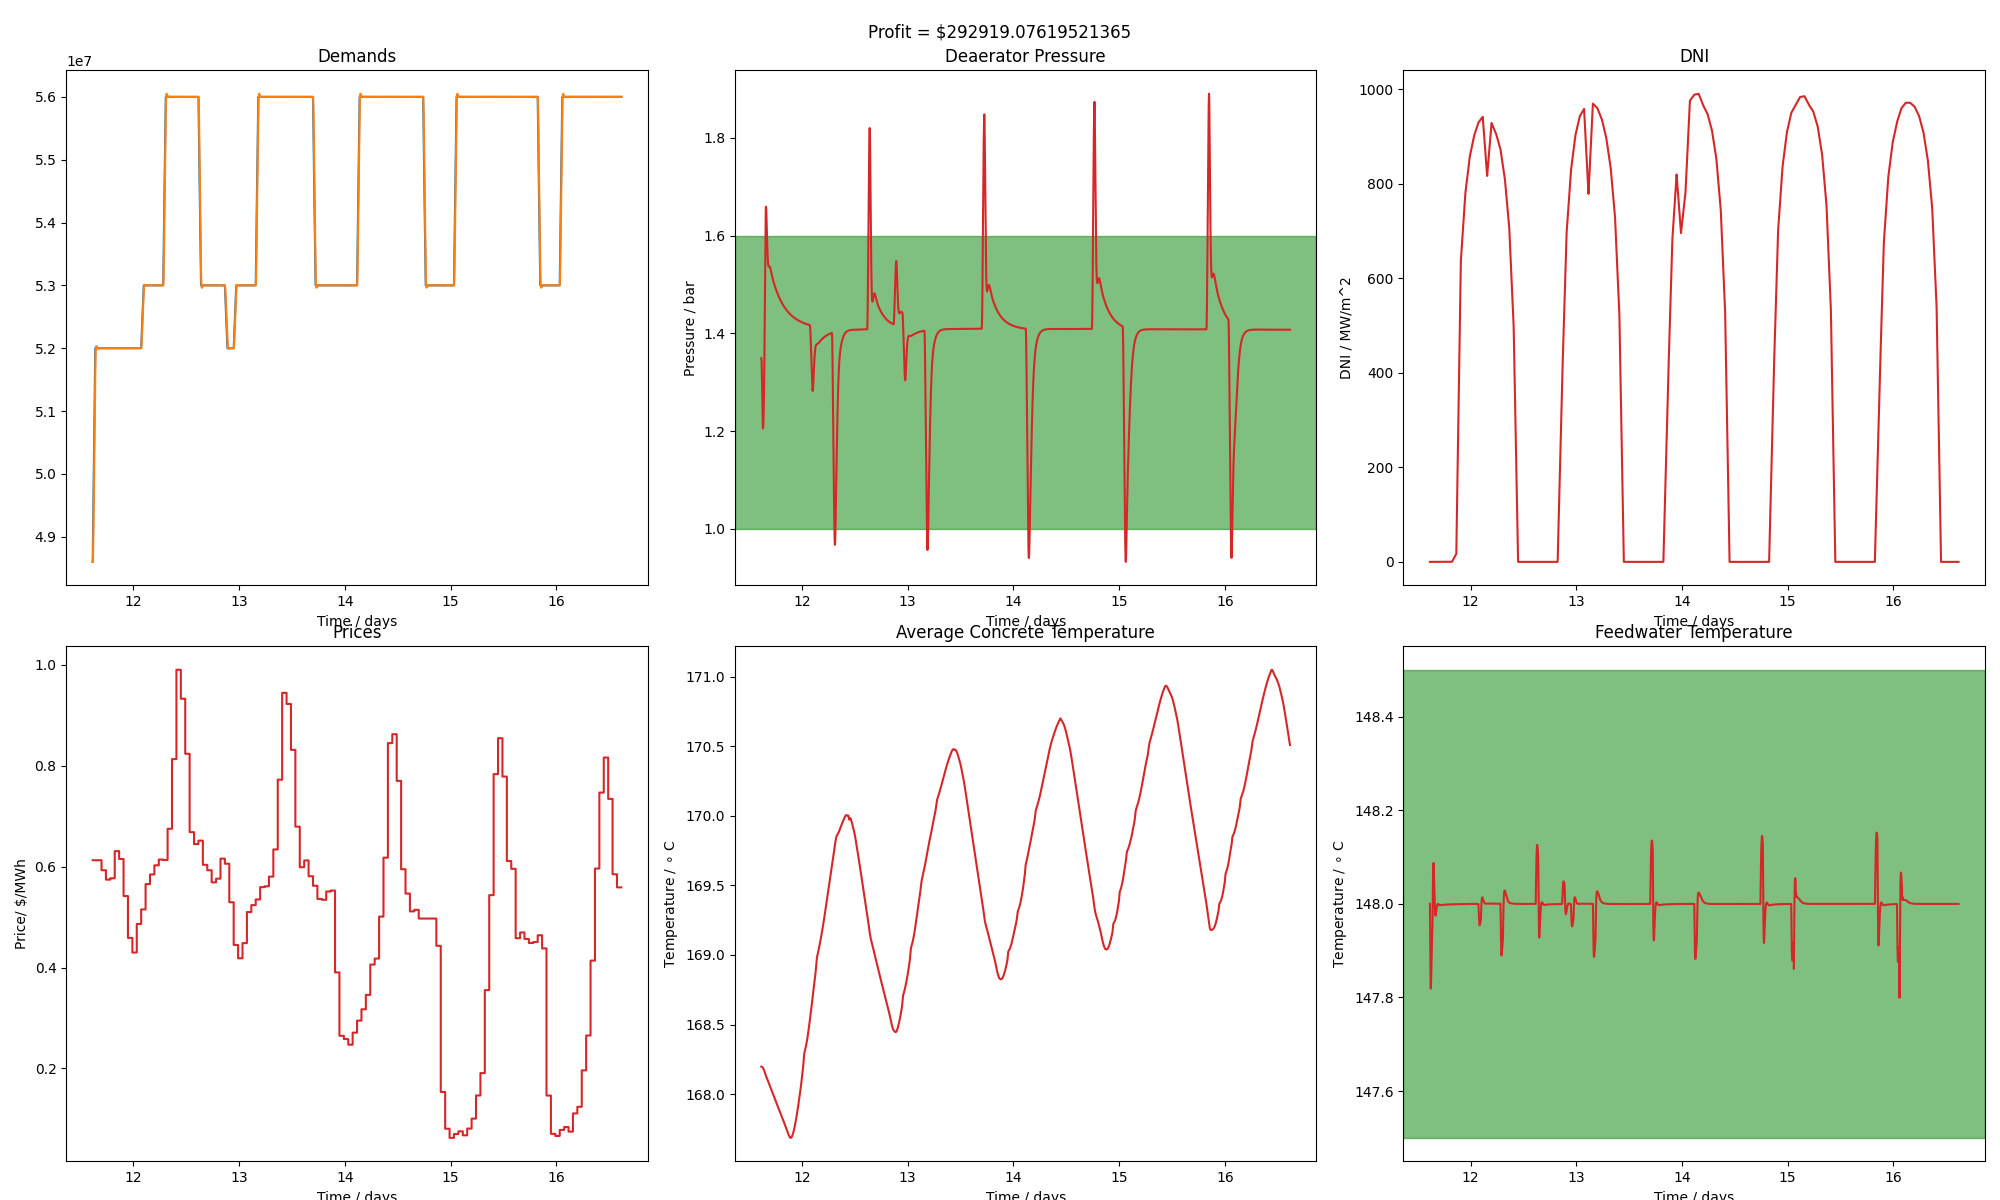 Profit = $292919.07619521365
Demands
1e7
5.6
5.5
5.4
5.3
5.2
5.1
5.0
4.9
12 13 14 15 16
Time / days
Deaerator Pressure
Pressure / bar
1.8
1.6
1.4
1.2
1.0
12 13 14 15 16
Time / days
DNI
DNI / MW/m^2
1000
800
600
400
200
0
12 13 14 15 16
Time / days
Prices
Price/ $/MWh
1.0
0.8
0.6
0.4
0.2
12 13 14 15 16
Time / days
Average Concrete Temperature
Temperature / ∘ C
171.0
170.5
170.0
169.5
169.0
168.5
168.0
12 13 14 15 16
Time / days
Feedwater Temperature
Temperature / ∘ C
148.4
148.2
148.0
147.8
147.6
12 13 14 15 16
Time / days